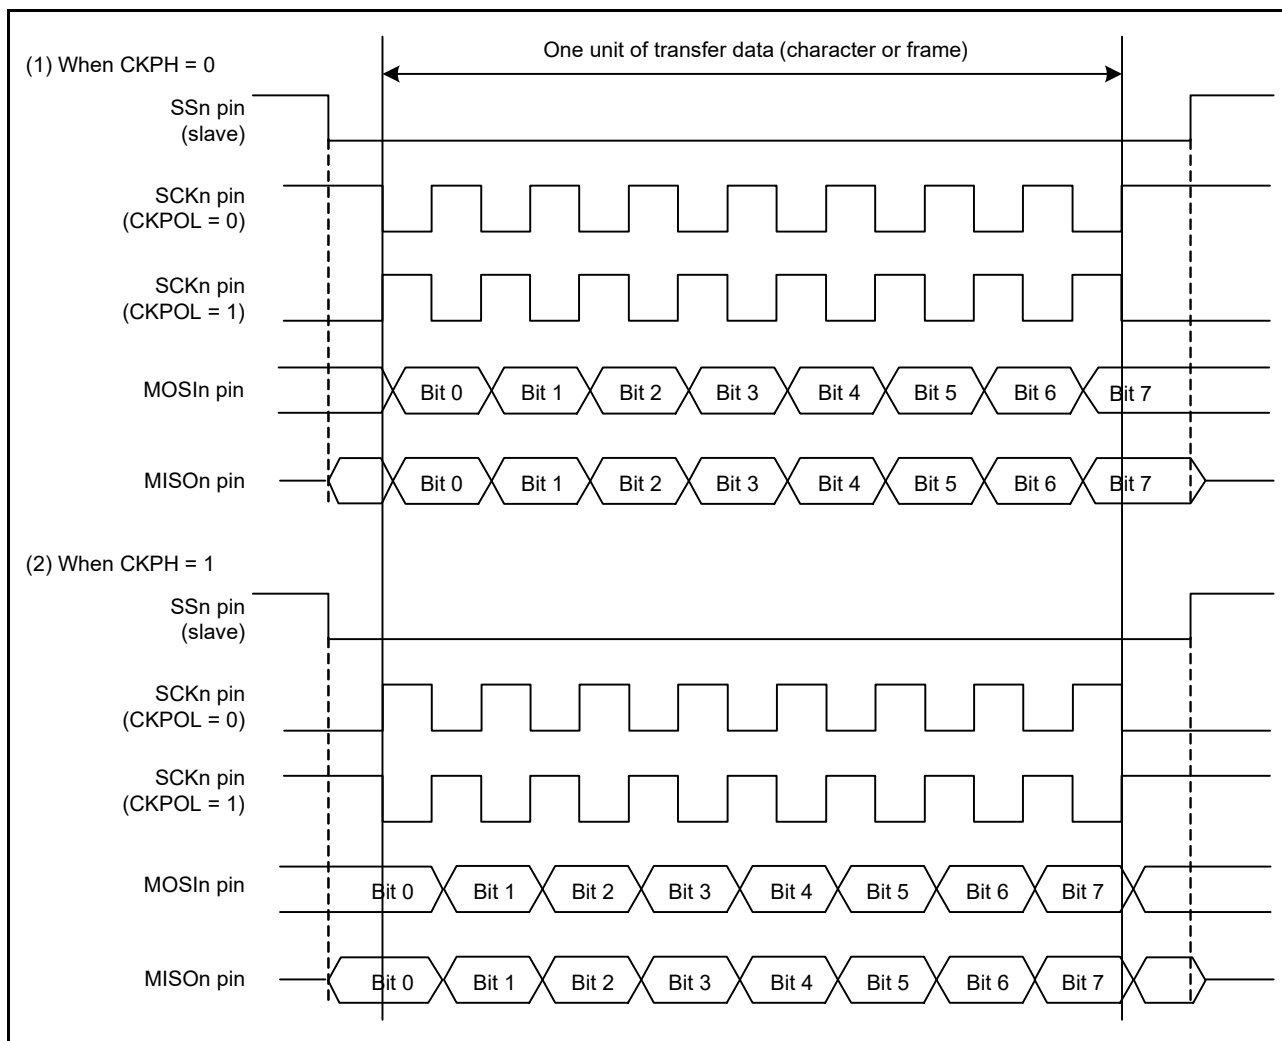 One unit of transfer data (character or frame)
(1) When CKPH = 0
SSn pin
(slave)
SCKn pin
(CKPOL = 0)
SCKn pin
(CKPOL = 1)
MOSIn pin Bit 0 Bit 1 Bit 2 Bit 3 Bit 4 Bit 5 Bit 6 Bit 7
MISOn pin Bit 0 Bit 1 Bit 2 Bit 3 Bit 4 Bit 5 Bit 6 Bit 7
(2) When CKPH = 1
SSn pin
(slave)
SCKn pin
(CKPOL = 0)
SCKn pin
(CKPOL = 1)
MOSIn pin Bit 0 Bit 1 Bit 2 Bit 3 Bit 4 Bit 5 Bit 6 Bit 7
MISOn pin Bit 0 Bit 1 Bit 2 Bit 3 Bit 4 Bit 5 Bit 6 Bit 7